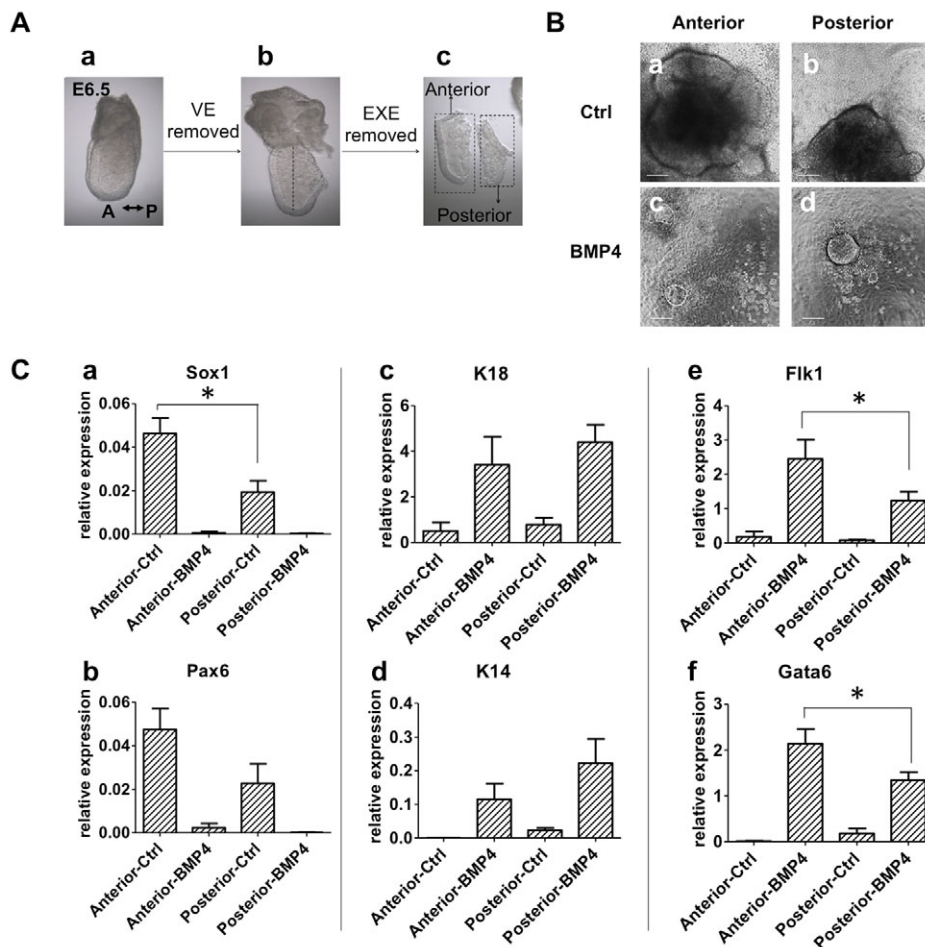 A
a
b
c
E6.5
VE
removed
EXE
removed
Anterior
Posterior
A P
B
Anterior
Posterior
Ctrl
a
b
BMP4
c
d
C
a
Sox1
relative expression
0.06
0.04
0.02
0.00
*
Anterior-Ctrl
Anterior-BMP4
Posterior-Ctrl
Posterior-BMP4
b
Pax6
relative expression
0.06
0.04
0.02
0.00
Anterior-Ctrl
Anterior-BMP4
Posterior-Ctrl
Posterior-BMP4
c
K18
relative expression
6
4
2
0
Anterior-Ctrl
Anterior-BMP4
Posterior-Ctrl
Posterior-BMP4
d
K14
relative expression
0.4
0.3
0.2
0.1
0.0
Anterior-Ctrl
Anterior-BMP4
Posterior-Ctrl
Posterior-BMP4
e
Flk1
relative expression
4
3
2
1
0
*
Anterior-Ctrl
Anterior-BMP4
Posterior-Ctrl
Posterior-BMP4
f
Gata6
relative expression
3
2
1
0
*
Anterior-Ctrl
Anterior-BMP4
Posterior-Ctrl
Posterior-BMP4